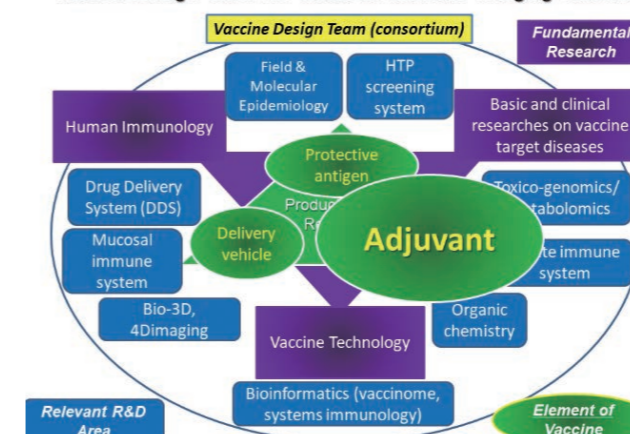 Vaccine Design Team (consortium)
Fundamental
Research
Field &
Molecular
Epidemiology
HTP
screening
system
Human Immunology
Basic and clinical
researches on vaccine
target diseases
Protective
antigen
Drug Delivery
System (DDS)
Delivery
vehicle
Adjuvant
Toxico-genomics/
Mucosal
immune
system
immune
system
Bio-3D,
4Dimaging
Organic
chemistry
Vaccine Technology
Bioinformatics (vaccinome,
systems immunology)
Relevant R&D
Area
Element of
Vaccine